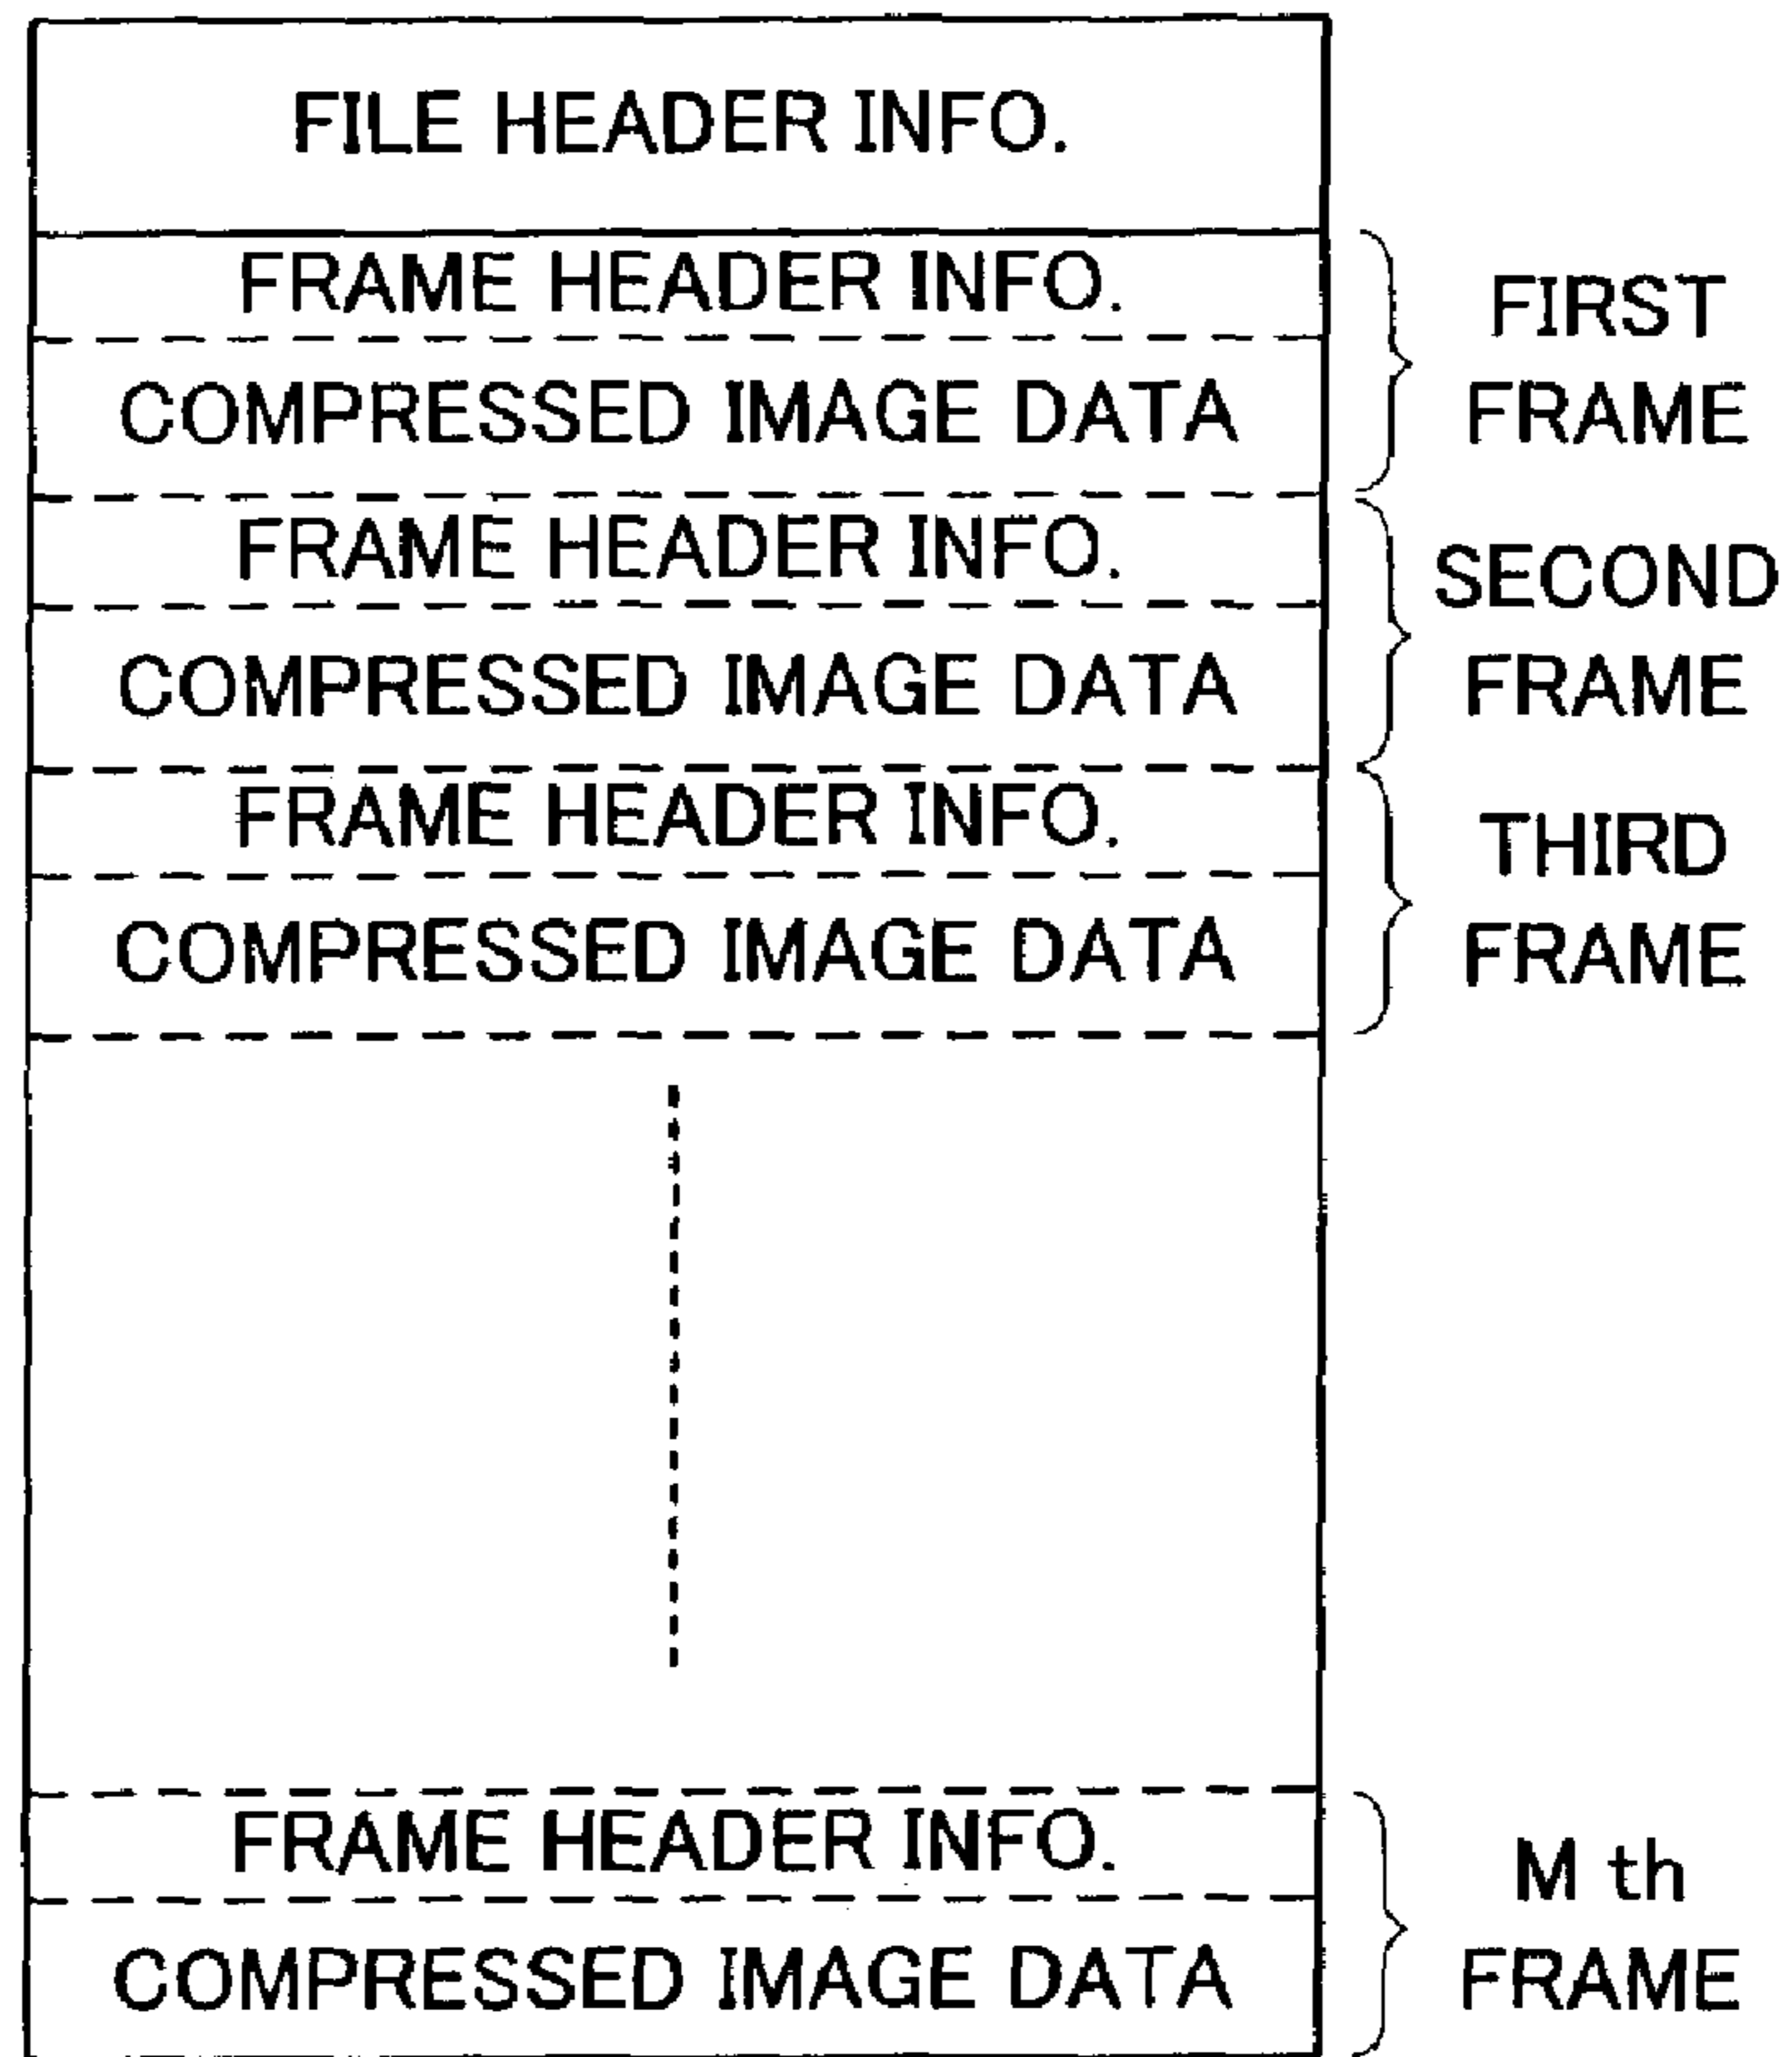 FILE HEADER INFO.
FRAME HEADER INFO.
COMPRESSED IMAGE DATA
FIRST
FRAME
FRAME HEADER INFO.
COMPRESSED IMAGE DATA
SECOND
FRAME
FRAME HEADER INFO.
COMPRESSED IMAGE DATA
THIRD
FRAME
FRAME HEADER INFO.
COMPRESSED IMAGE DATA
M th
FRAME